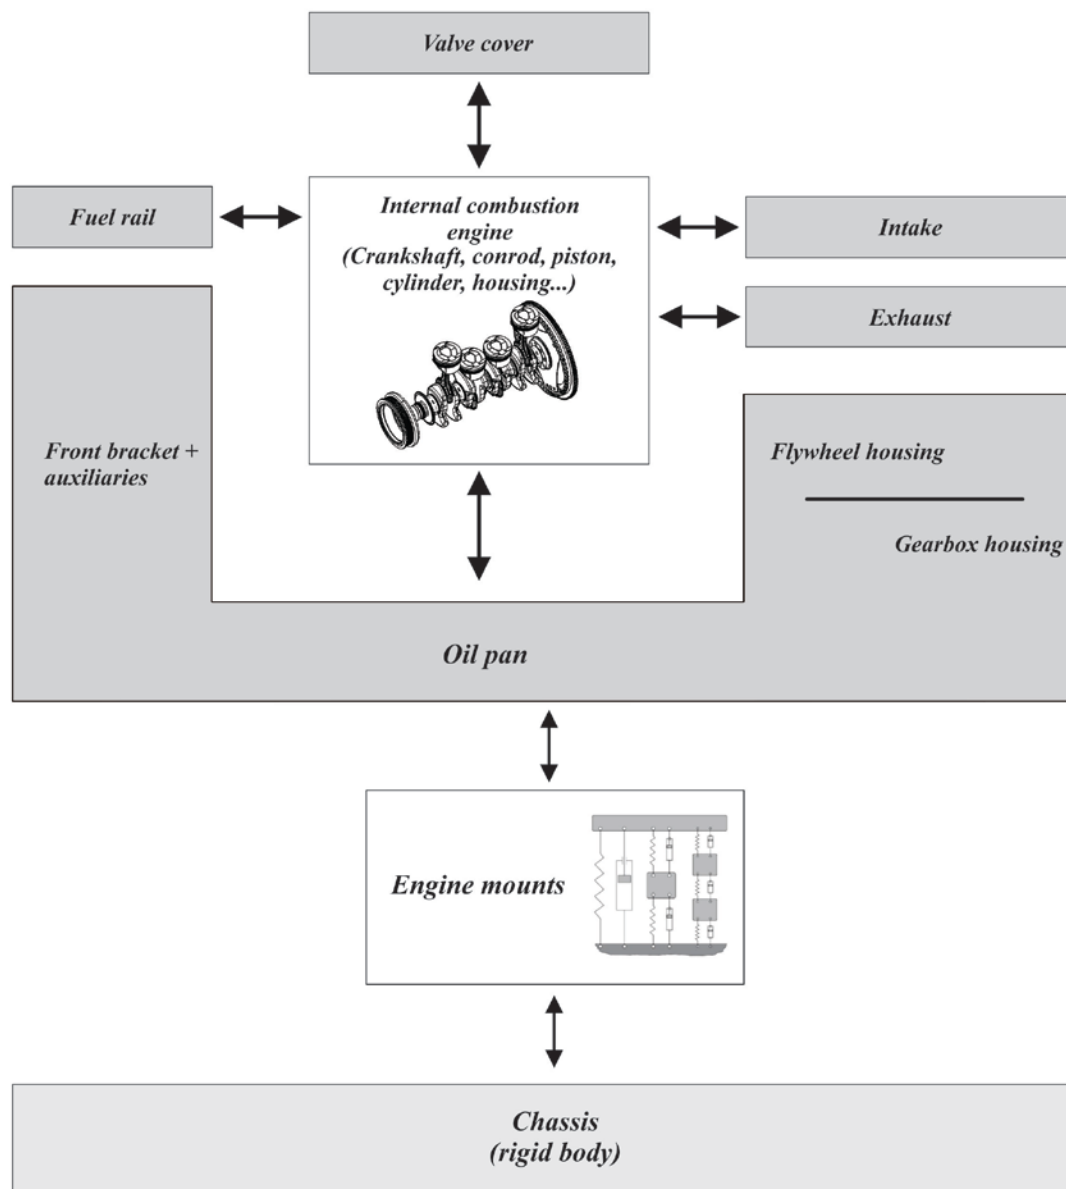 Valve cover
Fuel rail
Internal combustion
engine
(Crankshaft, conrod, piston,
cylinder, housing...)
Intake
Exhaust
Front bracket +
auxiliaries
Flywheel housing
Gearbox housing
Oil pan
Engine mounts
Chassis
(rigid body)